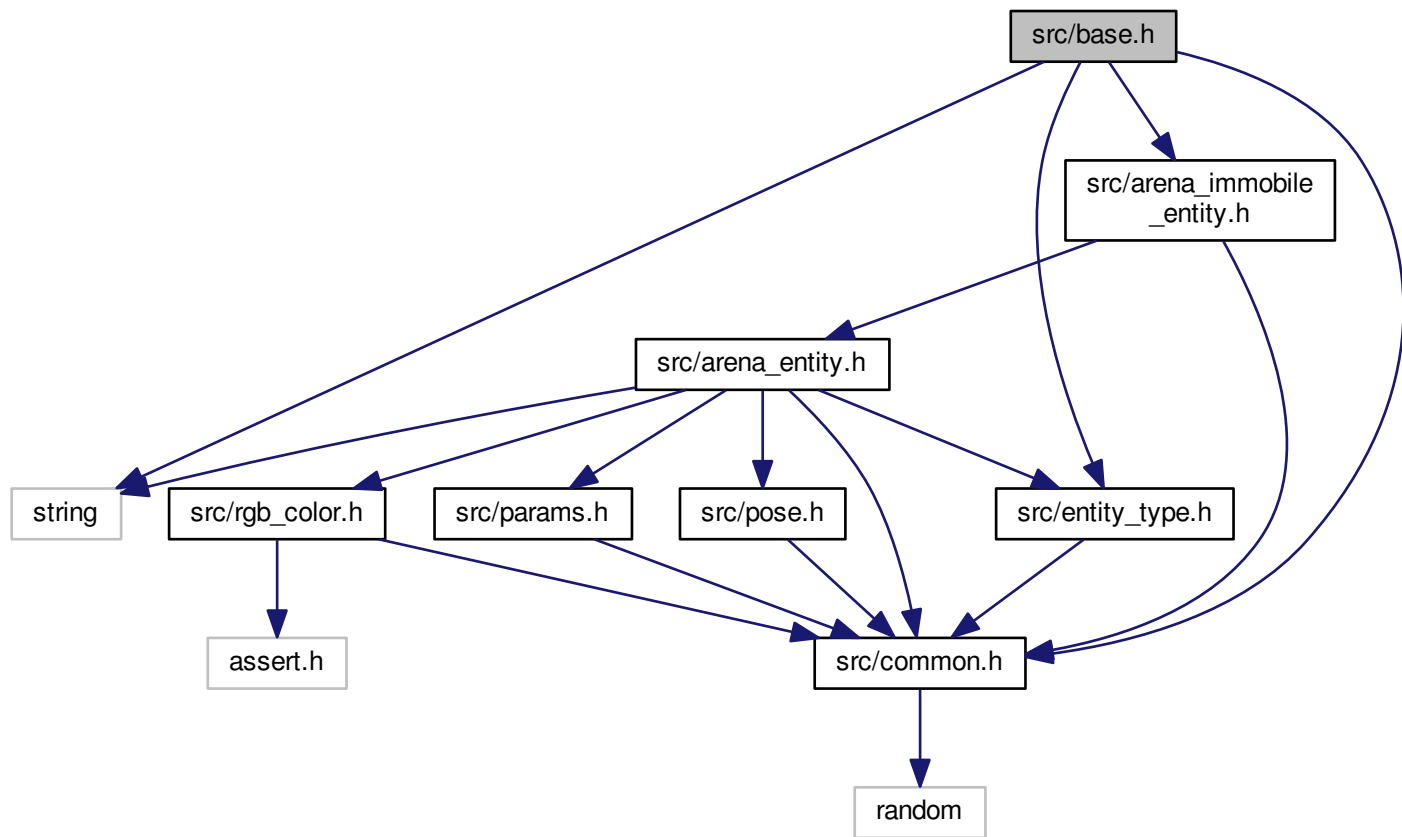 src/base.h
src/arena_immobile
_entity.h
src/arena_entity.h
string
src/rgb_color.h
src/params.h
src/pose.h
src/entity_type.h
assert.h
src/common.h
random